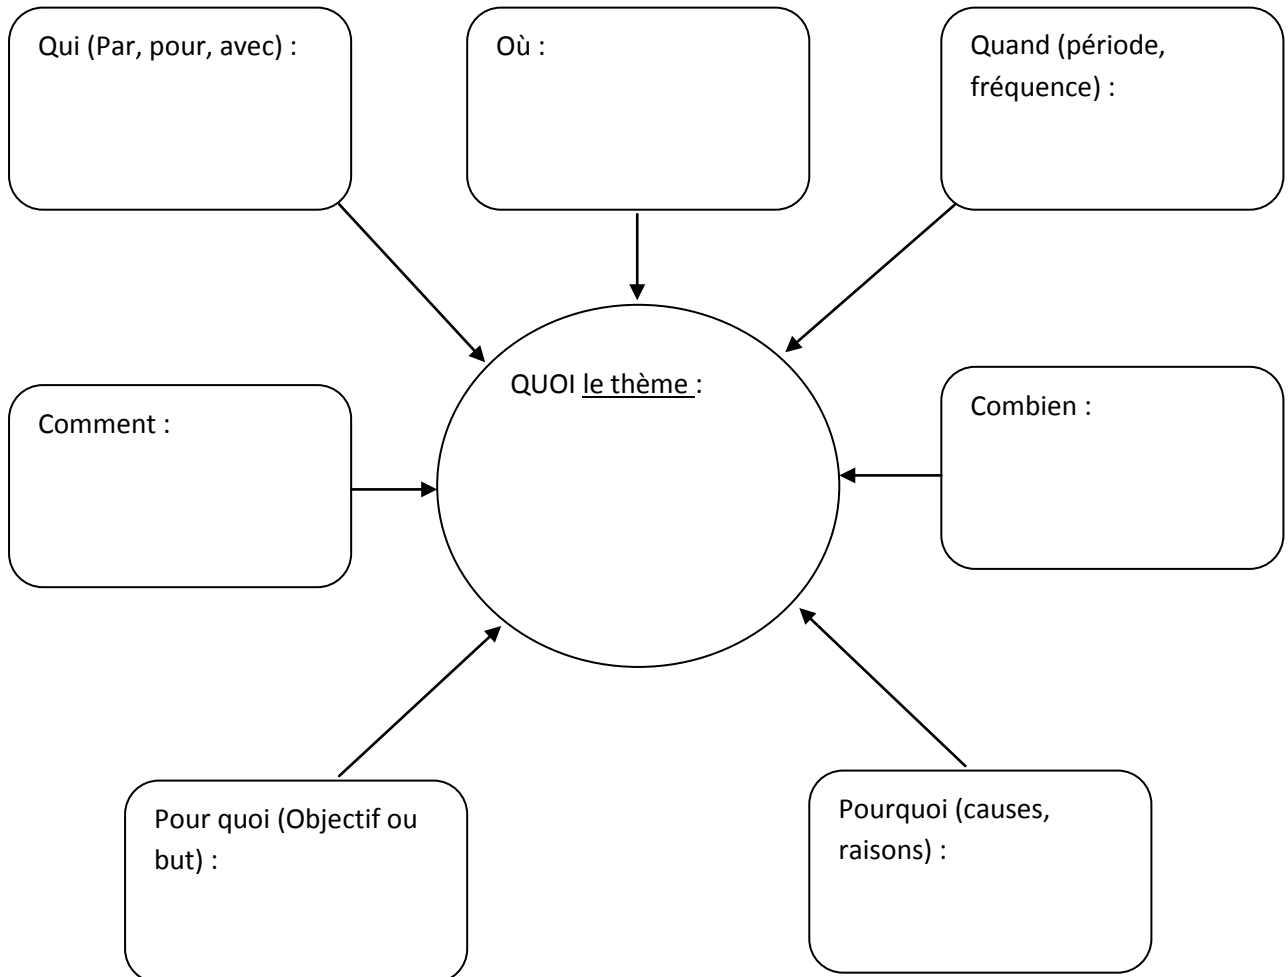 Qui (Par, pour, avec) :
Où :
Quand (période,
fréquence) :
QUOI le thème :
Comment :
Combien :
Pour quoi (Objectif ou
but) :
Pourquoi (causes,
raisons) :